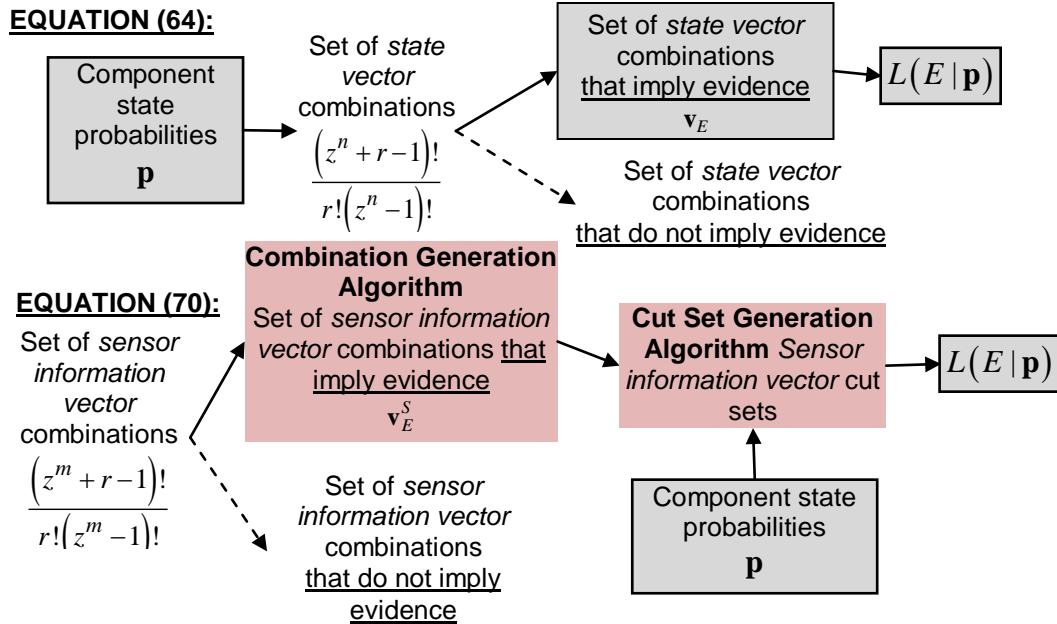 EQUATION (64):
Component
state
probabilities
p
Set of state
vector
combinations
(z^n + r − 1)!
r!(z^n − 1)!
Set of state vector
combinations
that imply evidence
v_E
L(E | p)
Set of state vector
combinations
that do not imply evidence
EQUATION (70):
Set of sensor
information
vector
combinations
(z^m + r − 1)!
r!(z^m − 1)!
Combination Generation
Algorithm
Set of sensor information
vector combinations that
imply evidence
v_E^S
Set of sensor
information vector
combinations
that do not imply
evidence
Cut Set Generation
Algorithm Sensor
information vector cut
sets
L(E | p)
Component state
probabilities
p